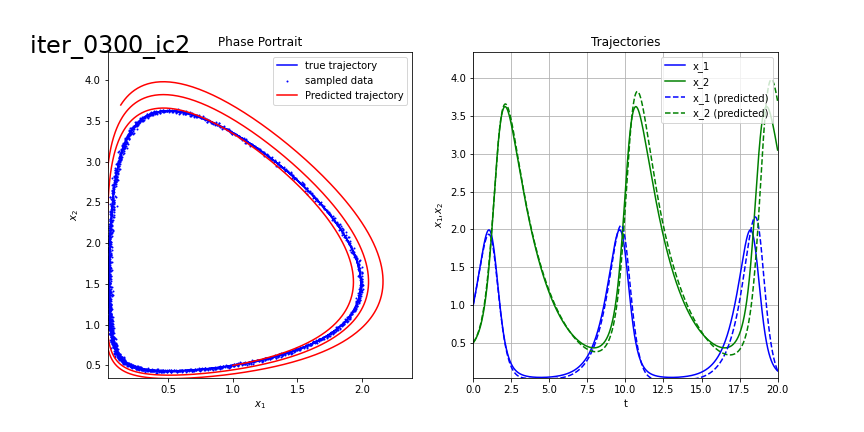 iter_0300_ic2
Phase Portrait
true trajectory
sampled data
Predicted trajectory
4.0
3.5
3.0
2.5
2.0
1.5
1.0
0.5
x₂
0.5
1.0
1.5
2.0
x₁
Trajectories
x_1
x_2
x_1 (predicted)
x_2 (predicted)
4.0
3.5
3.0
2.5
2.0
1.5
1.0
0.5
x₁,x₂
0.0
2.5
5.0
7.5
10.0
12.5
15.0
17.5
20.0
t